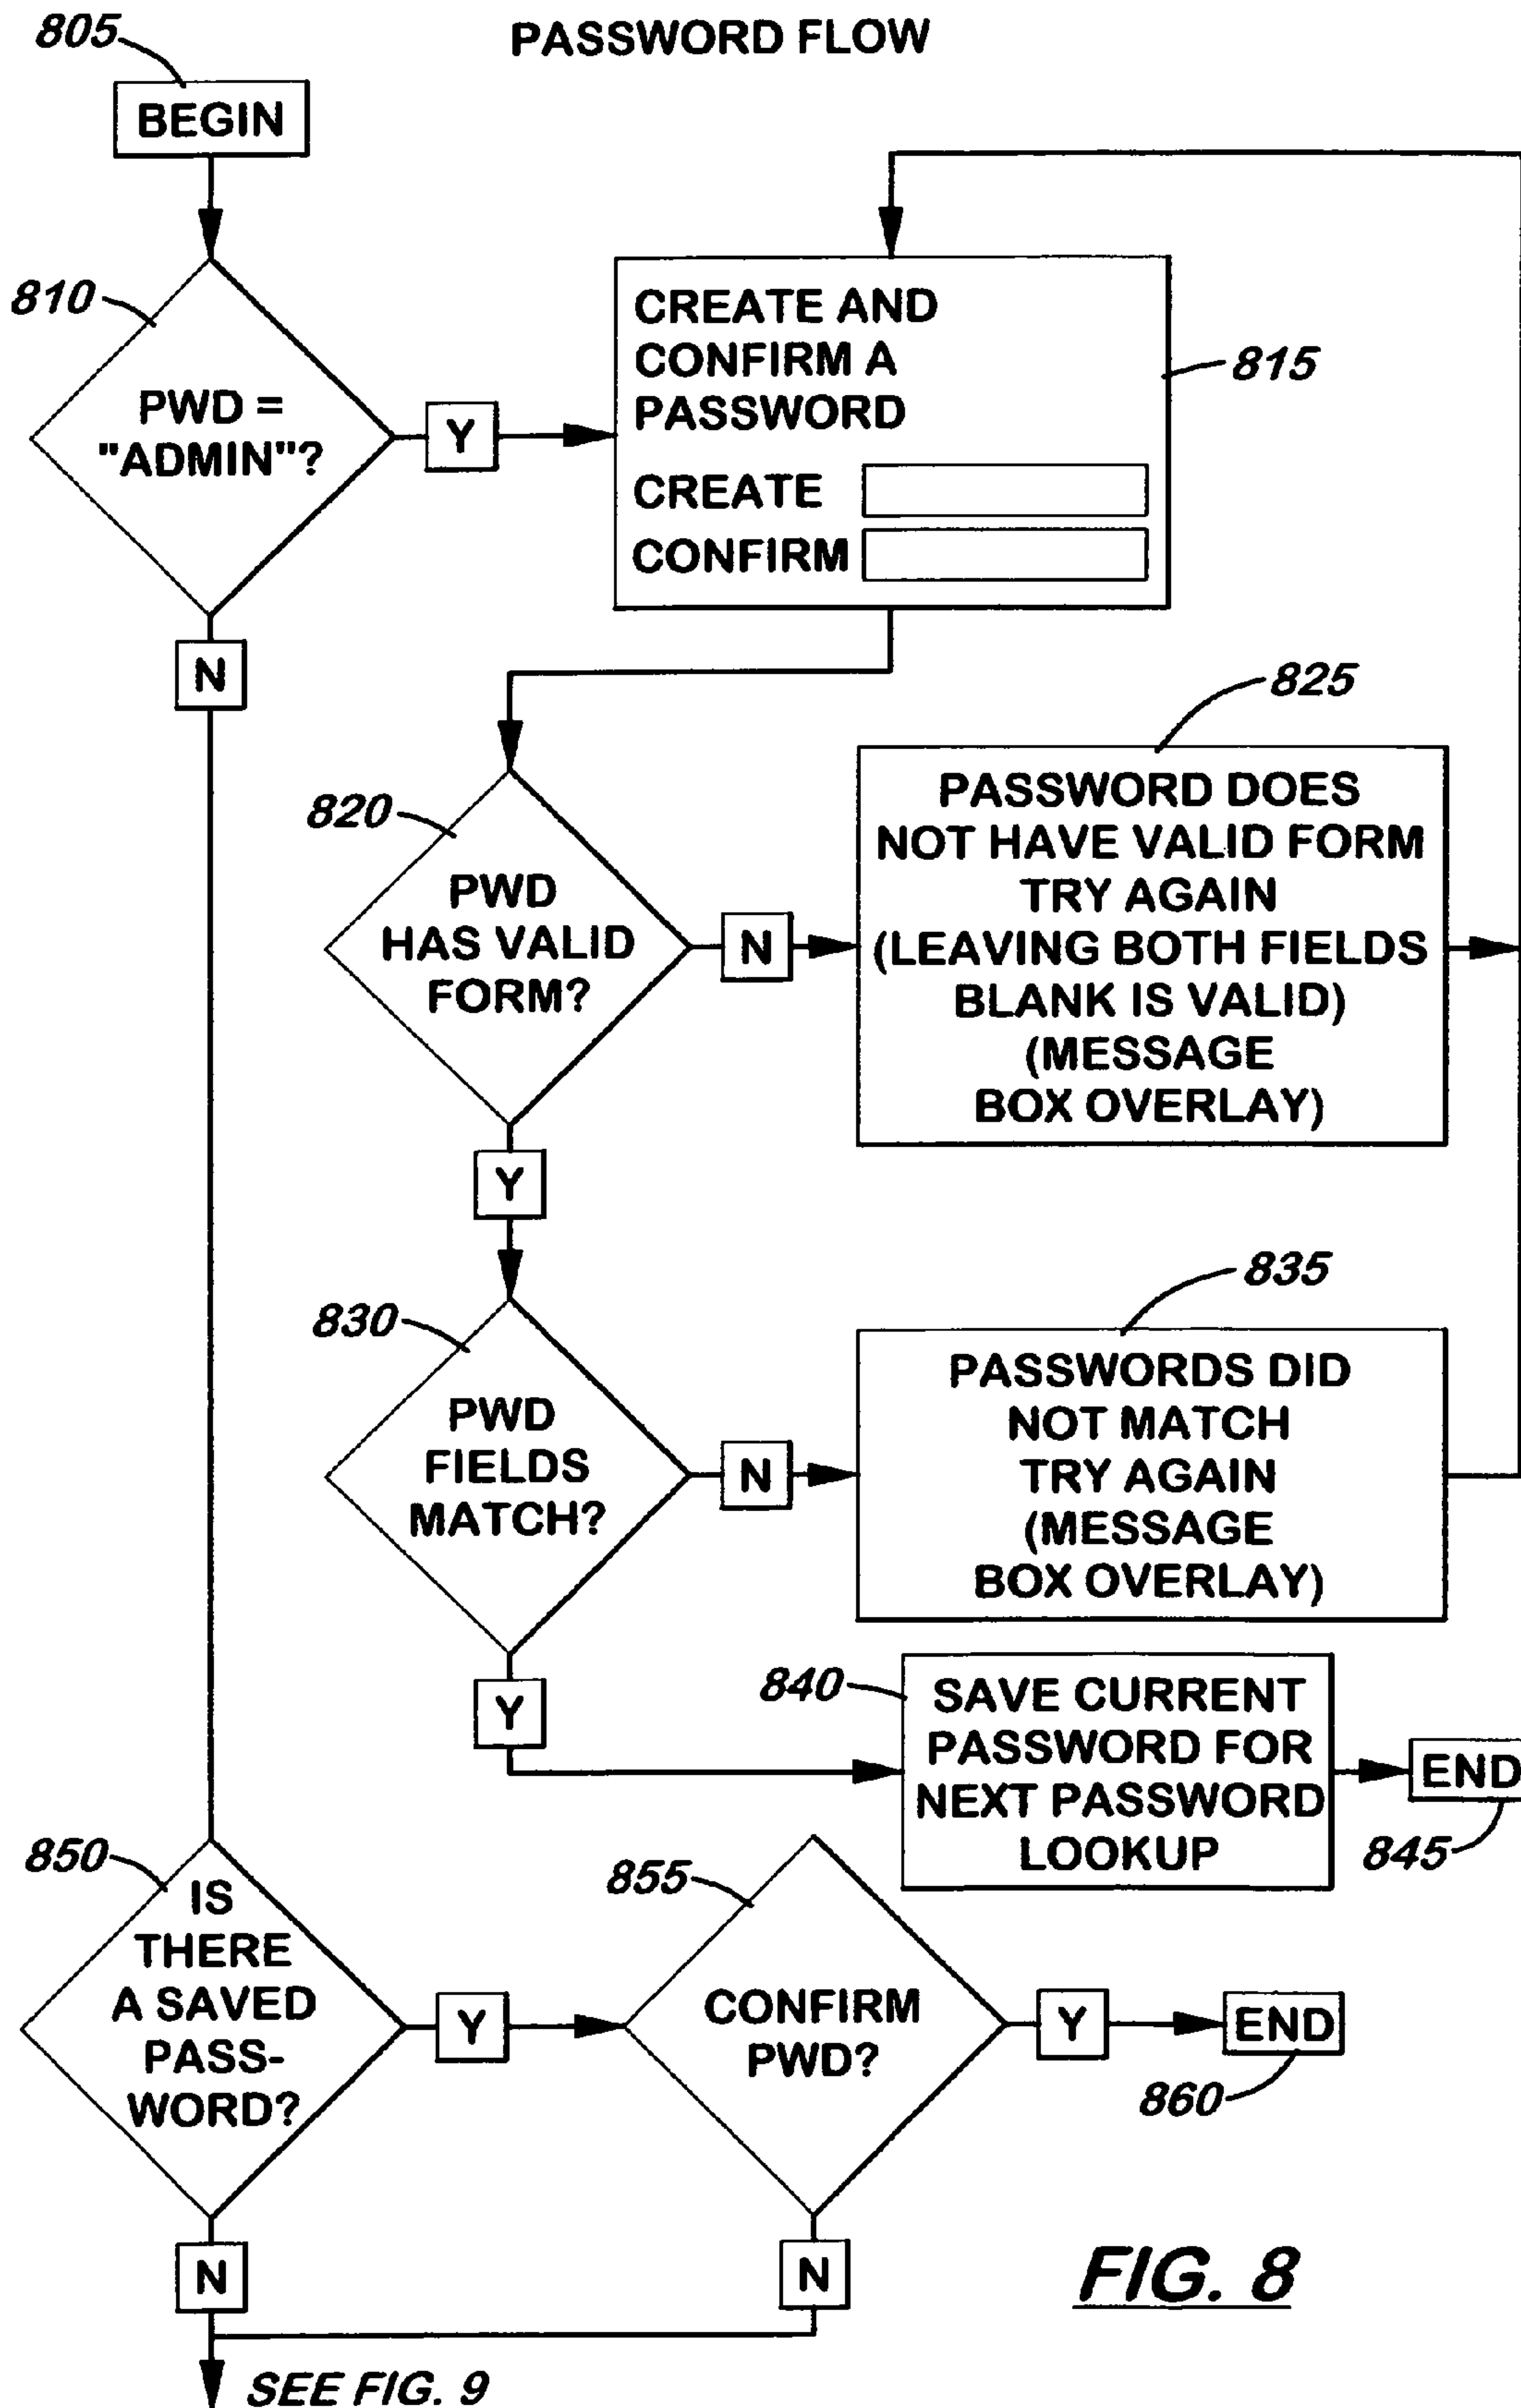 PASSWORD FLOW
805
BEGIN
810
PWD =
"ADMIN"?
Y
N
CREATE AND
CONFIRM A
PASSWORD
CREATE
CONFIRM
815
820
PWD
HAS VALID
FORM?
N
Y
825
PASSWORD DOES
NOT HAVE VALID FORM
TRY AGAIN
(LEAVING BOTH FIELDS
BLANK IS VALID)
(MESSAGE
BOX OVERLAY)
830
PWD
FIELDS
MATCH?
N
Y
835
PASSWORDS DID
NOT MATCH
TRY AGAIN
(MESSAGE
BOX OVERLAY)
840
SAVE CURRENT
PASSWORD FOR
NEXT PASSWORD
LOOKUP
END
845
850
IS
THERE
A SAVED
PASS-
WORD?
Y
N
855
CONFIRM
PWD?
Y
N
END
860
SEE FIG. 9
FIG. 8